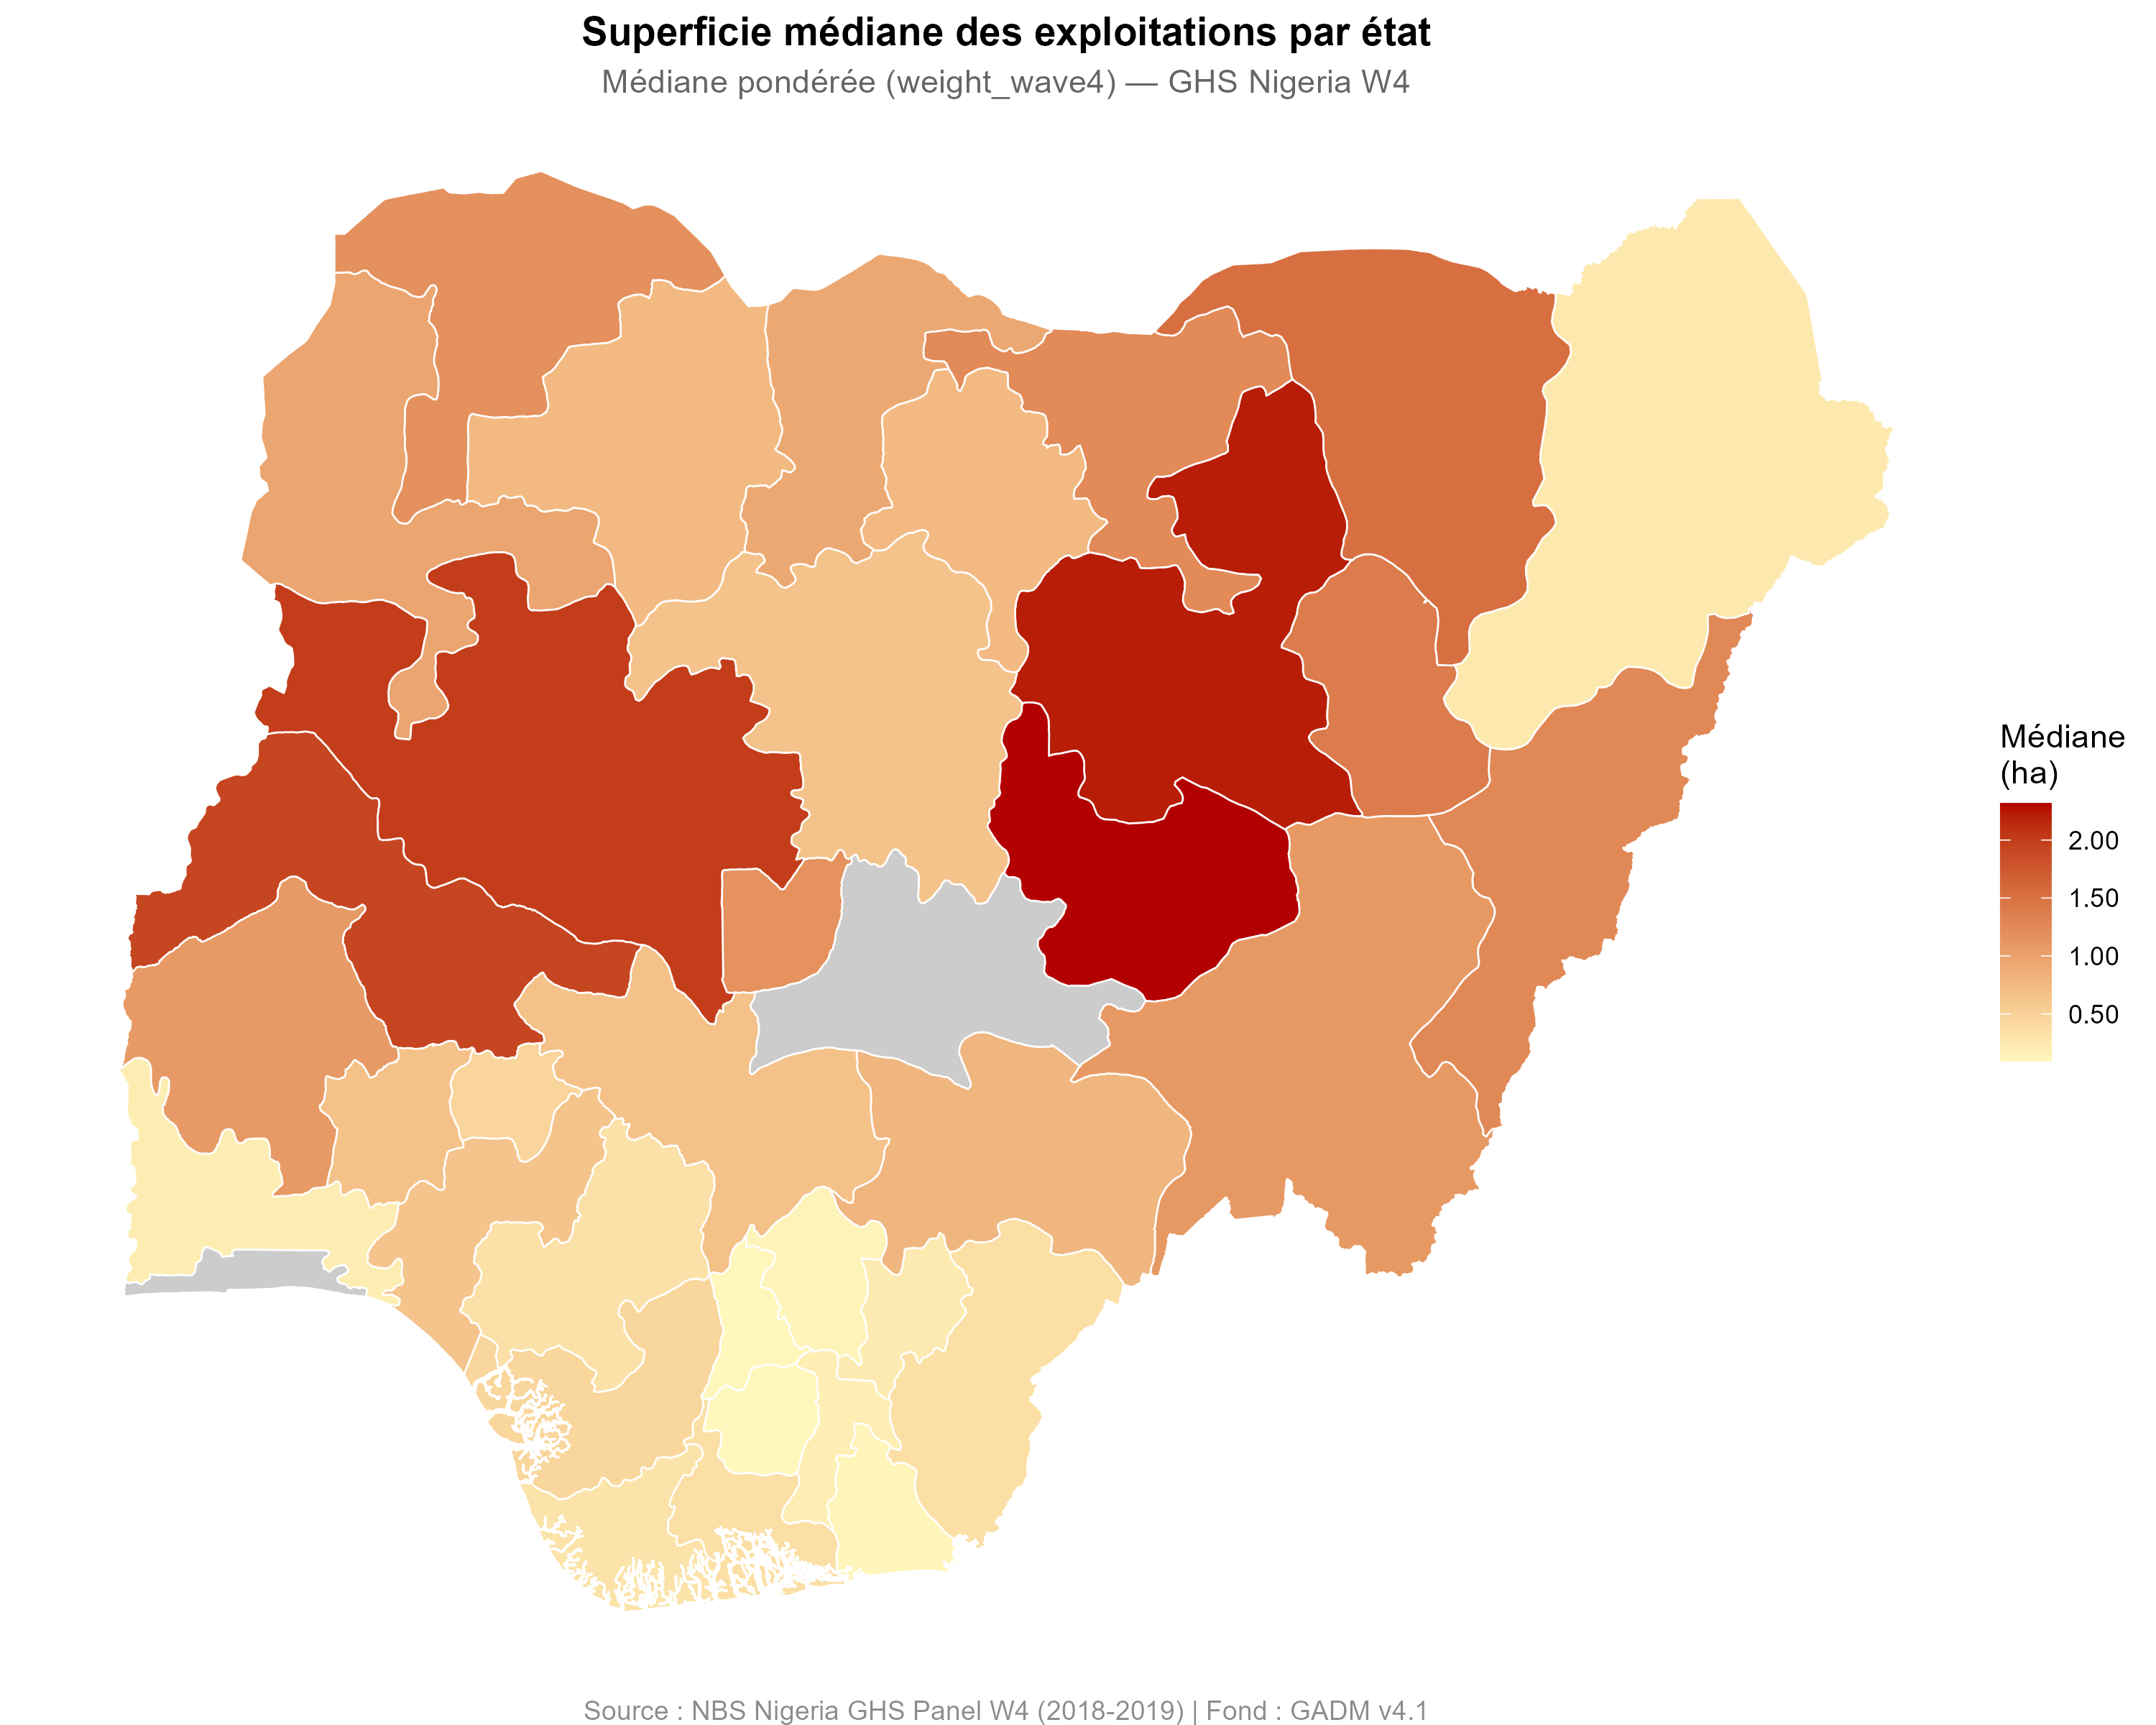 Superficie médiane des exploitations par état
Médiane pondérée (weight_wave4) — GHS Nigeria W4
Médiane
(ha)
2.00
1.50
1.00
0.50
Source : NBS Nigeria GHS Panel W4 (2018-2019) | Fond : GADM v4.1